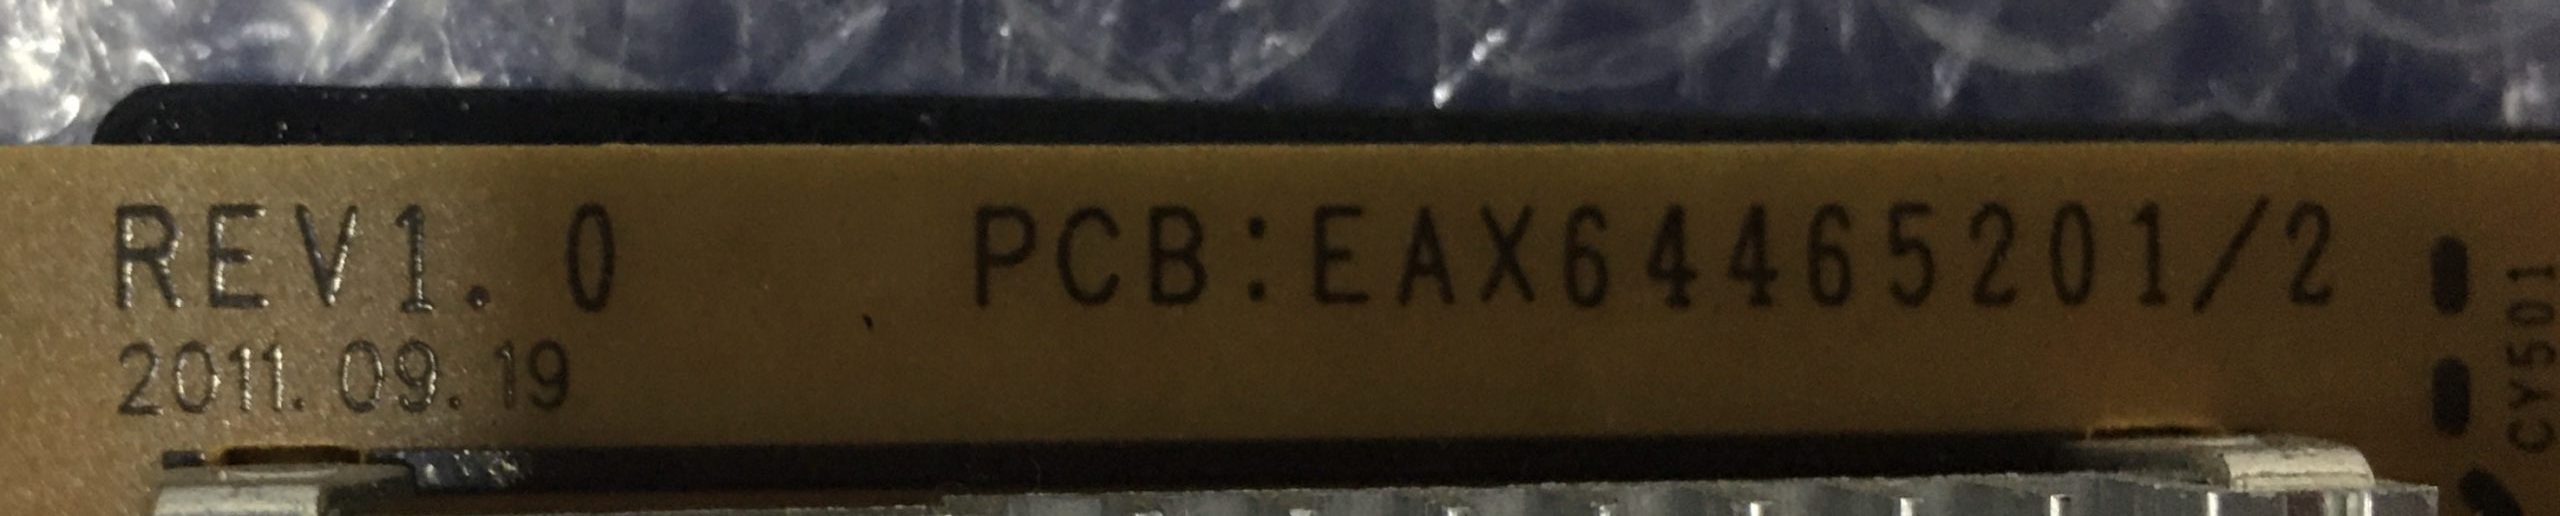 REV1. 0 PCB:EAX64465201/2
2011. 09. 19
CY501